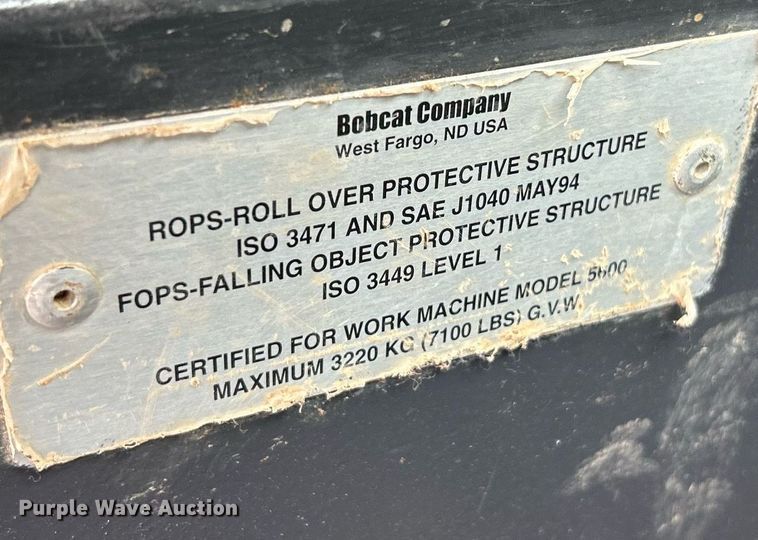 Bobcat Company
West Fargo, ND USA
ROPS-ROLL OVER PROTECTIVE STRUCTURE
ISO 3471 AND SAE J1040 MAY94
FOPS-FALLING OBJECT PROTECTIVE STRUCTURE
ISO 3449 LEVEL 1
CERTIFIED FOR WORK MACHINE MODEL 5600
MAXIMUM 3220 KG (7100 LBS) G.V.W.
Purple Wave Auction